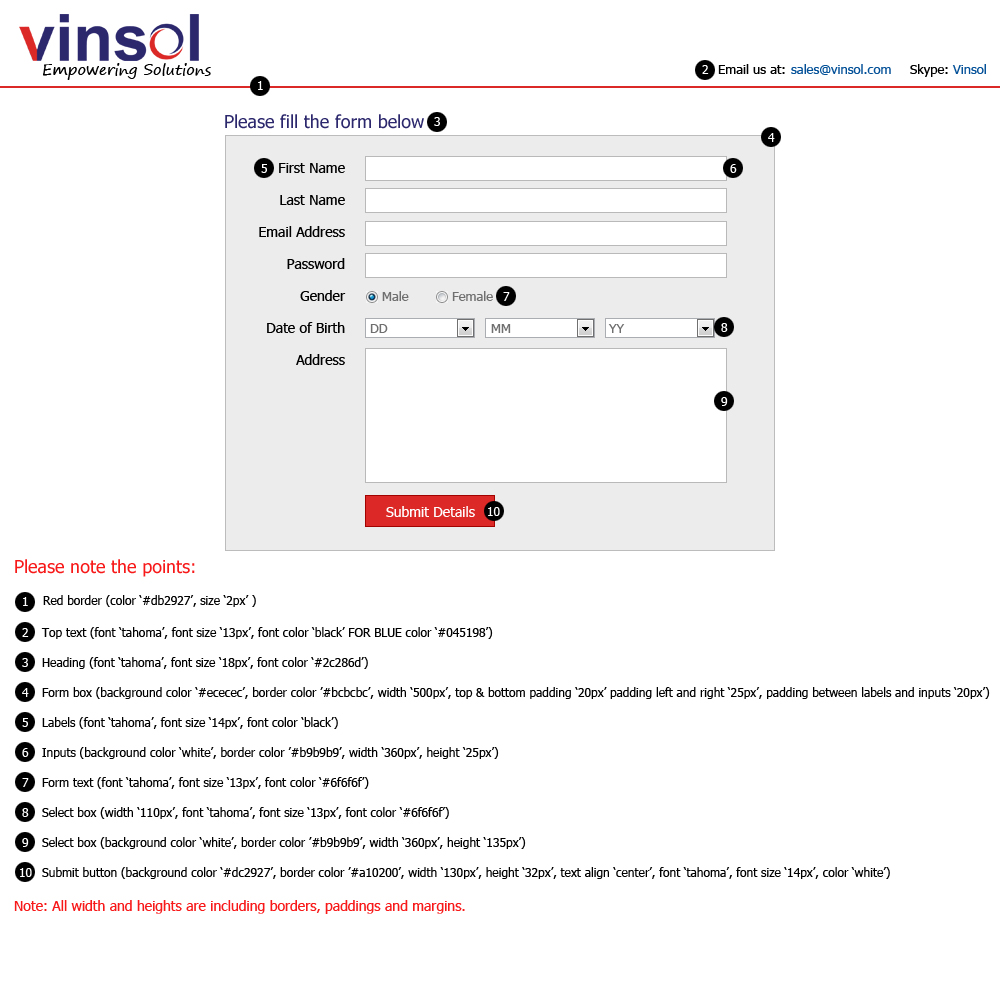 vinsol
Empowering Solutions
2 Email us at: sales@vinsol.com Skype: Vinsol
1
Please fill the form below 3
4
5 First Name 6
Last Name
Email Address
Password
Gender Male Female 7
Date of Birth DD MM YY 8
Address
9
Submit Details 10
Please note the points:
1 Red border (color ‘#db2927’, size ‘2px’ )
2 Top text (font ‘tahoma’, font size ‘13px’, font color ‘black’ FOR BLUE color ‘#045198’)
3 Heading (font ‘tahoma’, font size ‘18px’, font color ‘#2c286d’)
4 Form box (background color ‘#ececec’, border color ’#bcbcbc’, width ‘500px’, top & bottom padding ‘20px’ padding left and right ‘25px’, padding between labels and inputs ‘20px’)
5 Labels (font ‘tahoma’, font size ‘14px’, font color ‘black’)
6 Inputs (background color ‘white’, border color ’#b9b9b9’, width ‘360px’, height ‘25px’)
7 Form text (font ‘tahoma’, font size ‘13px’, font color ‘#6f6f6f’)
8 Select box (width ‘110px’, font ‘tahoma’, font size ‘13px’, font color ‘#6f6f6f’)
9 Select box (background color ‘white’, border color ’#b9b9b9’, width ‘360px’, height ‘135px’)
10 Submit button (background color ‘#dc2927’, border color ’#a10200’, width ‘130px’, height ‘32px’, text align ‘center’, font ‘tahoma’, font size ‘14px’, color ‘white’)
Note: All width and heights are including borders, paddings and margins.